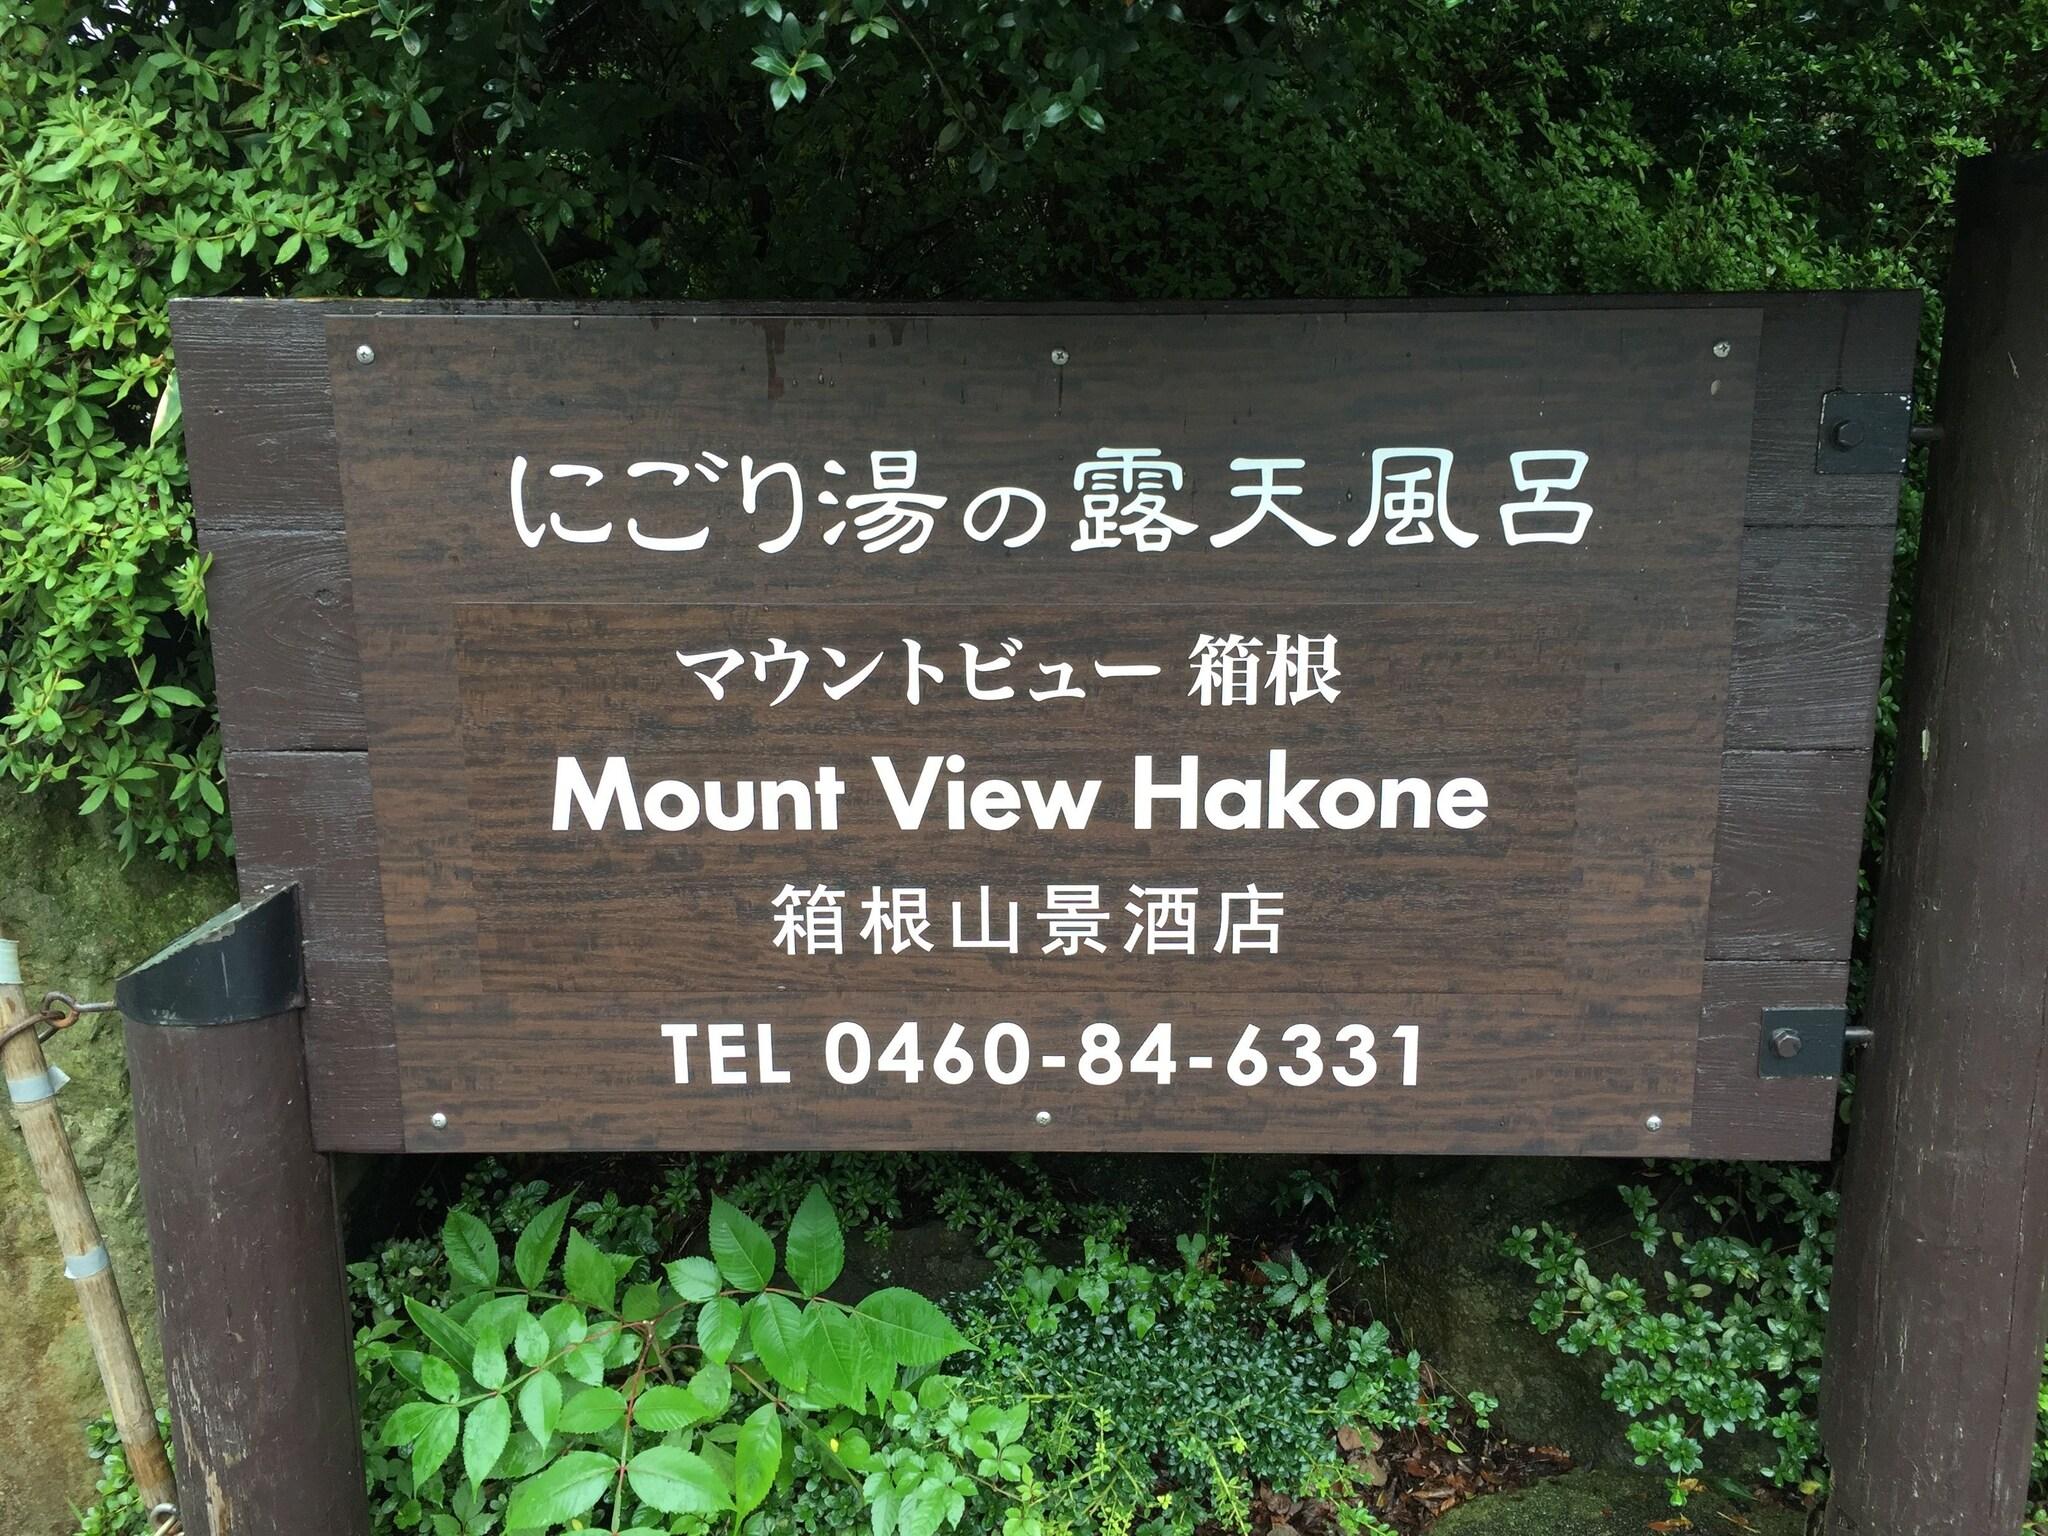 にごり湯の露天風呂
マウントビュー 箱根
Mount View Hakone
箱根山景酒店
TEL 0460-84-6331